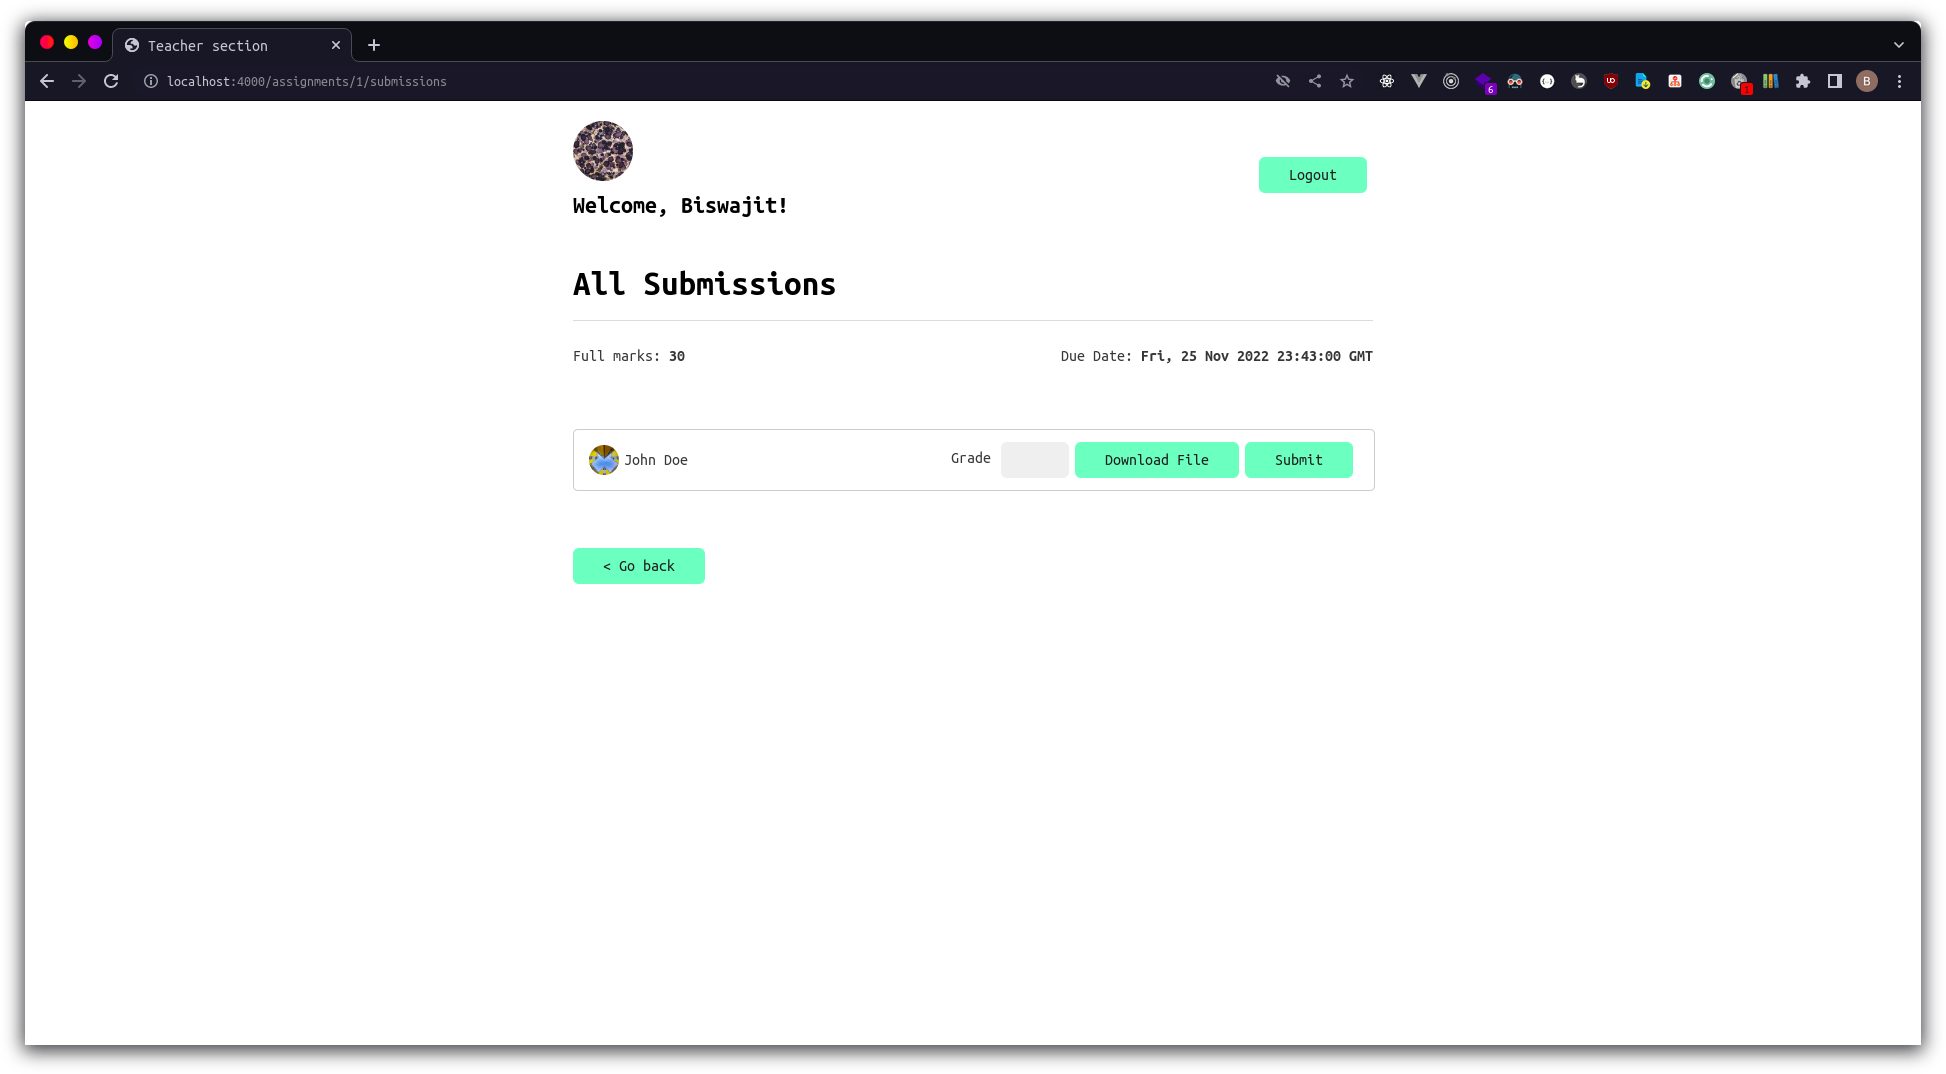 Teacher section
localhost:4000/assignments/1/submissions
6
1
B
Logout
Welcome, Biswajit!
All Submissions
Full marks: 30
Due Date: Fri, 25 Nov 2022 23:43:00 GMT
John Doe
Grade
Download File
Submit
< Go back